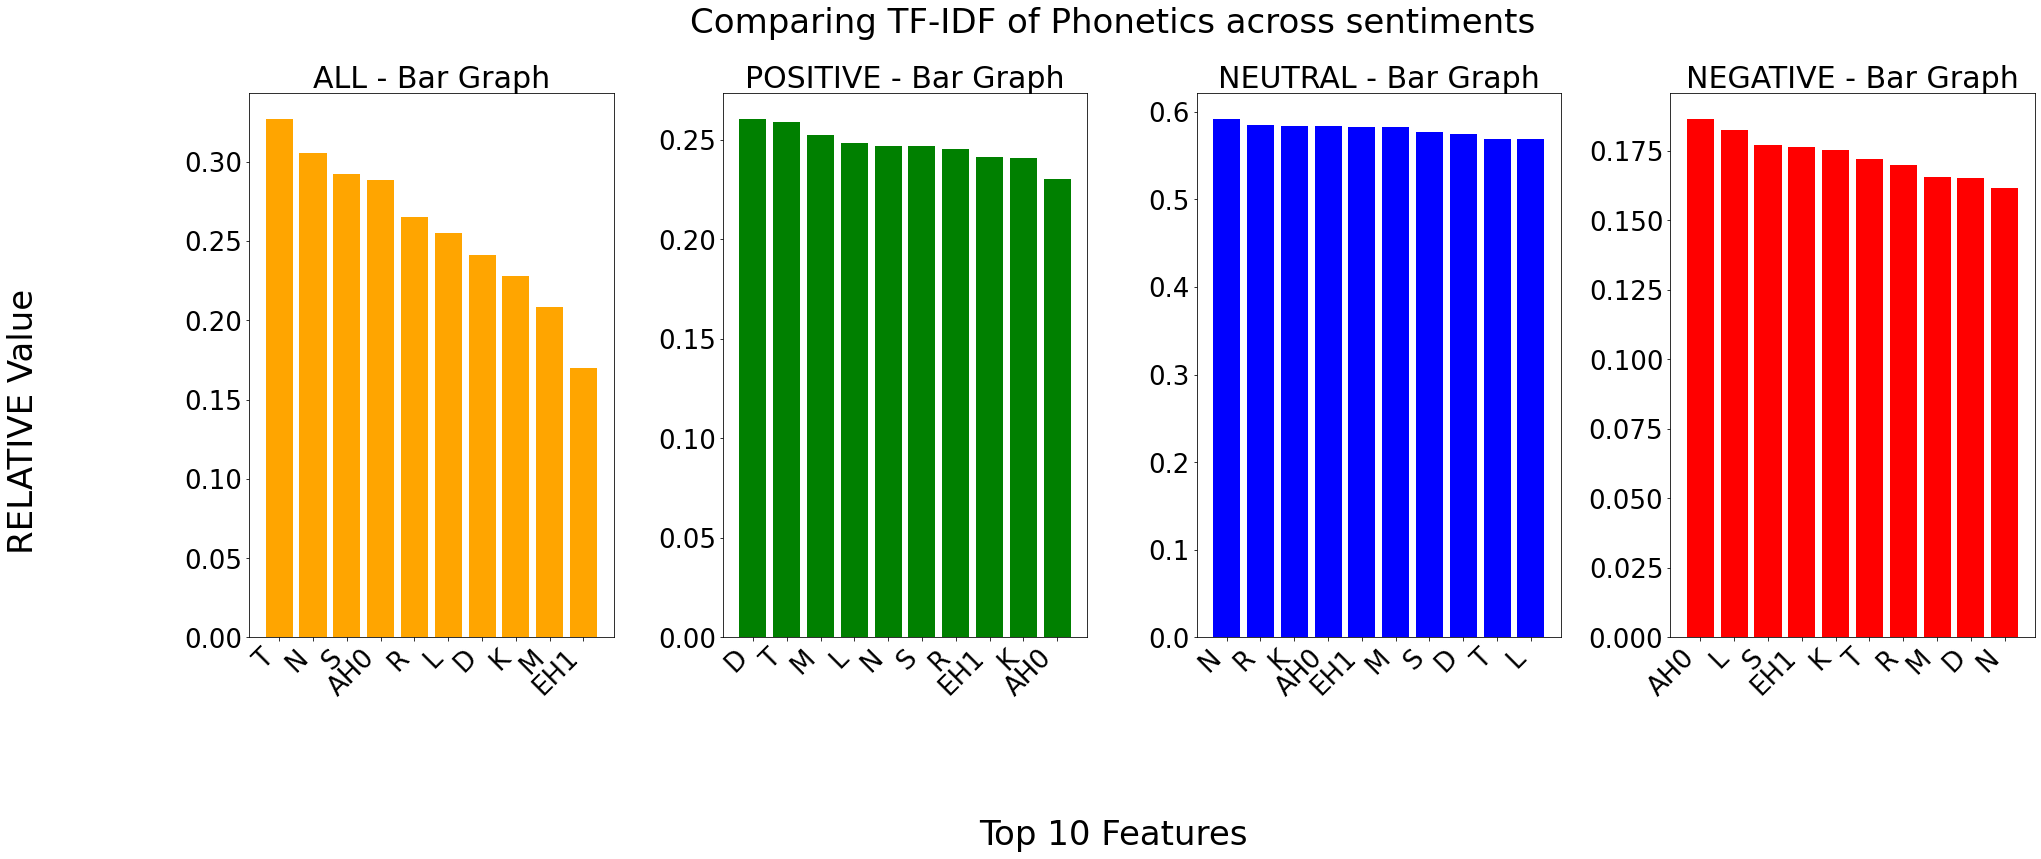 Comparing TF-IDF of Phonetics across sentiments
RELATIVE Value
ALL - Bar Graph
0.30
0.25
0.20
0.15
0.10
0.05
0.00
T N S AH0 R L D K M EH1
POSITIVE - Bar Graph
0.25
0.20
0.15
0.10
0.05
0.00
D T M L N S R EH1 K AH0
NEUTRAL - Bar Graph
0.6
0.5
0.4
0.3
0.2
0.1
0.0
N R K AH0 EH1 M S D T L
NEGATIVE - Bar Graph
0.175
0.150
0.125
0.100
0.075
0.050
0.025
0.000
AH0 L S EH1 K T R M D N
Top 10 Features